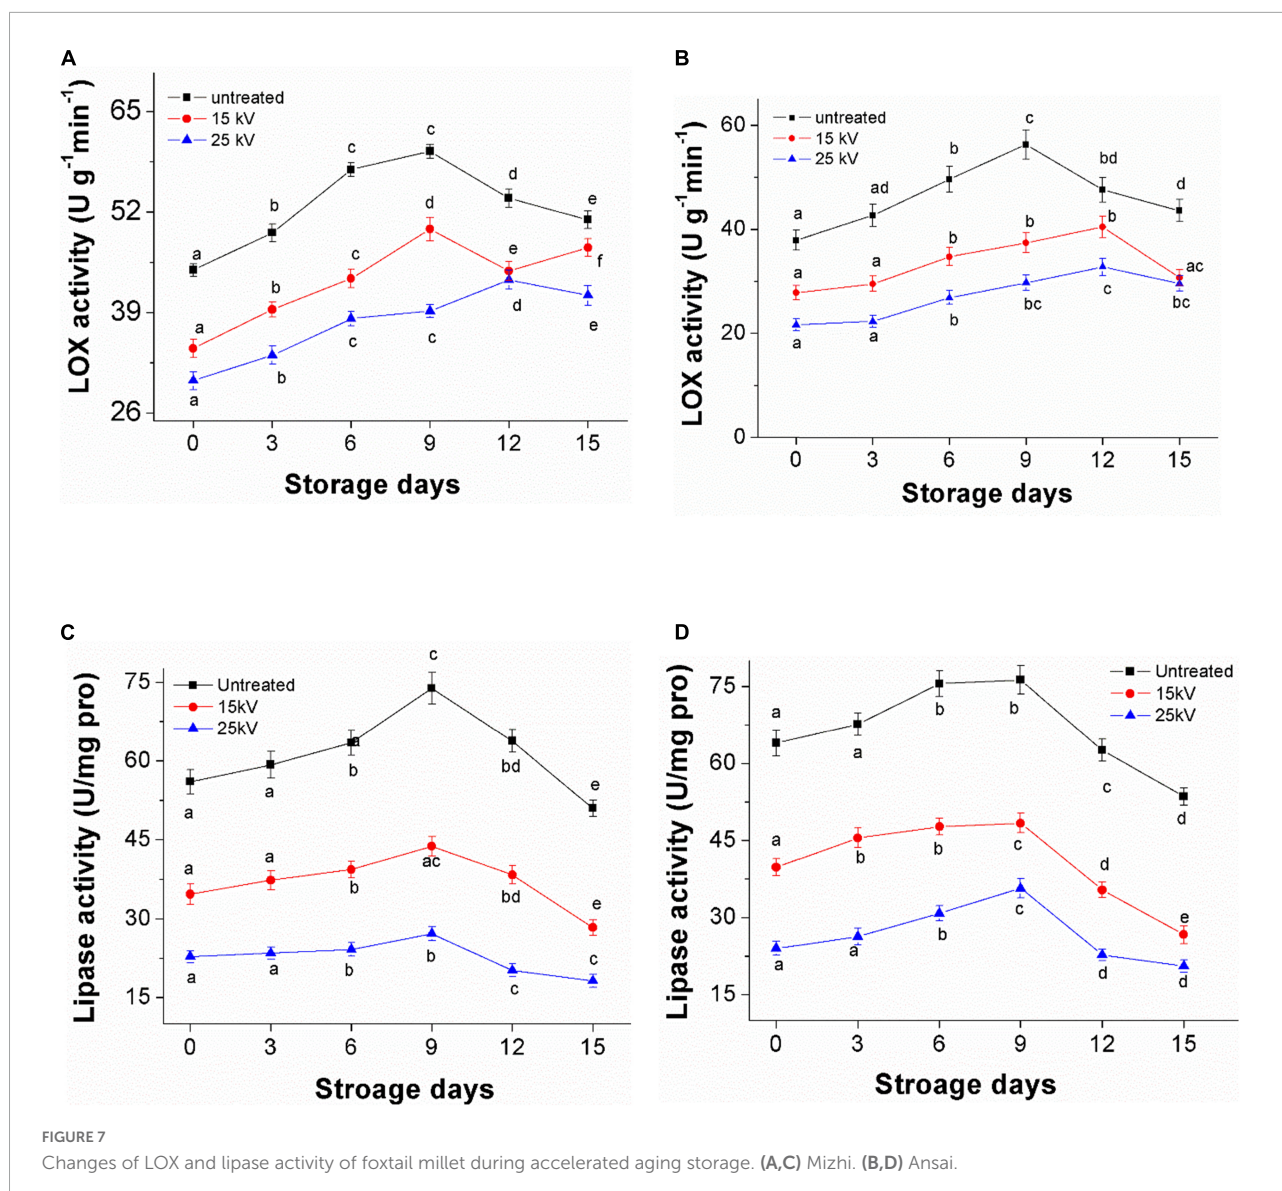 A
LOX activity (U g⁻¹min⁻¹)
untreated
15 kV
25 kV
65
52
39
26
a
b
c
c
d
e
a
b
c
d
e
f
a
b
c
c
d
e
0 3 6 9 12 15
Storage days
B
LOX activity (U g⁻¹min⁻¹)
untreated
15 kV
25 kV
60
40
20
0
a
ad
b
c
bd
d
a
a
b
b
b
ac
a
a
b
bc
c
bc
0 3 6 9 12 15
Storage days
C
Lipase activity (U/mg pro)
Untreated
15kV
25kV
75
60
45
30
15
a
a
a
b
c
bd
e
a
a
b
ac
bd
e
a
a
b
b
c
c
0 3 6 9 12 15
Stroage days
D
Lipase activity (U/mg pro)
Untreated
15kV
25kV
75
60
45
30
15
a
a
b
b
c
d
a
b
b
c
d
e
a
a
b
c
d
d
0 3 6 9 12 15
Stroage days
FIGURE 7
Changes of LOX and lipase activity of foxtail millet during accelerated aging storage. (A,C) Mizhi. (B,D) Ansai.